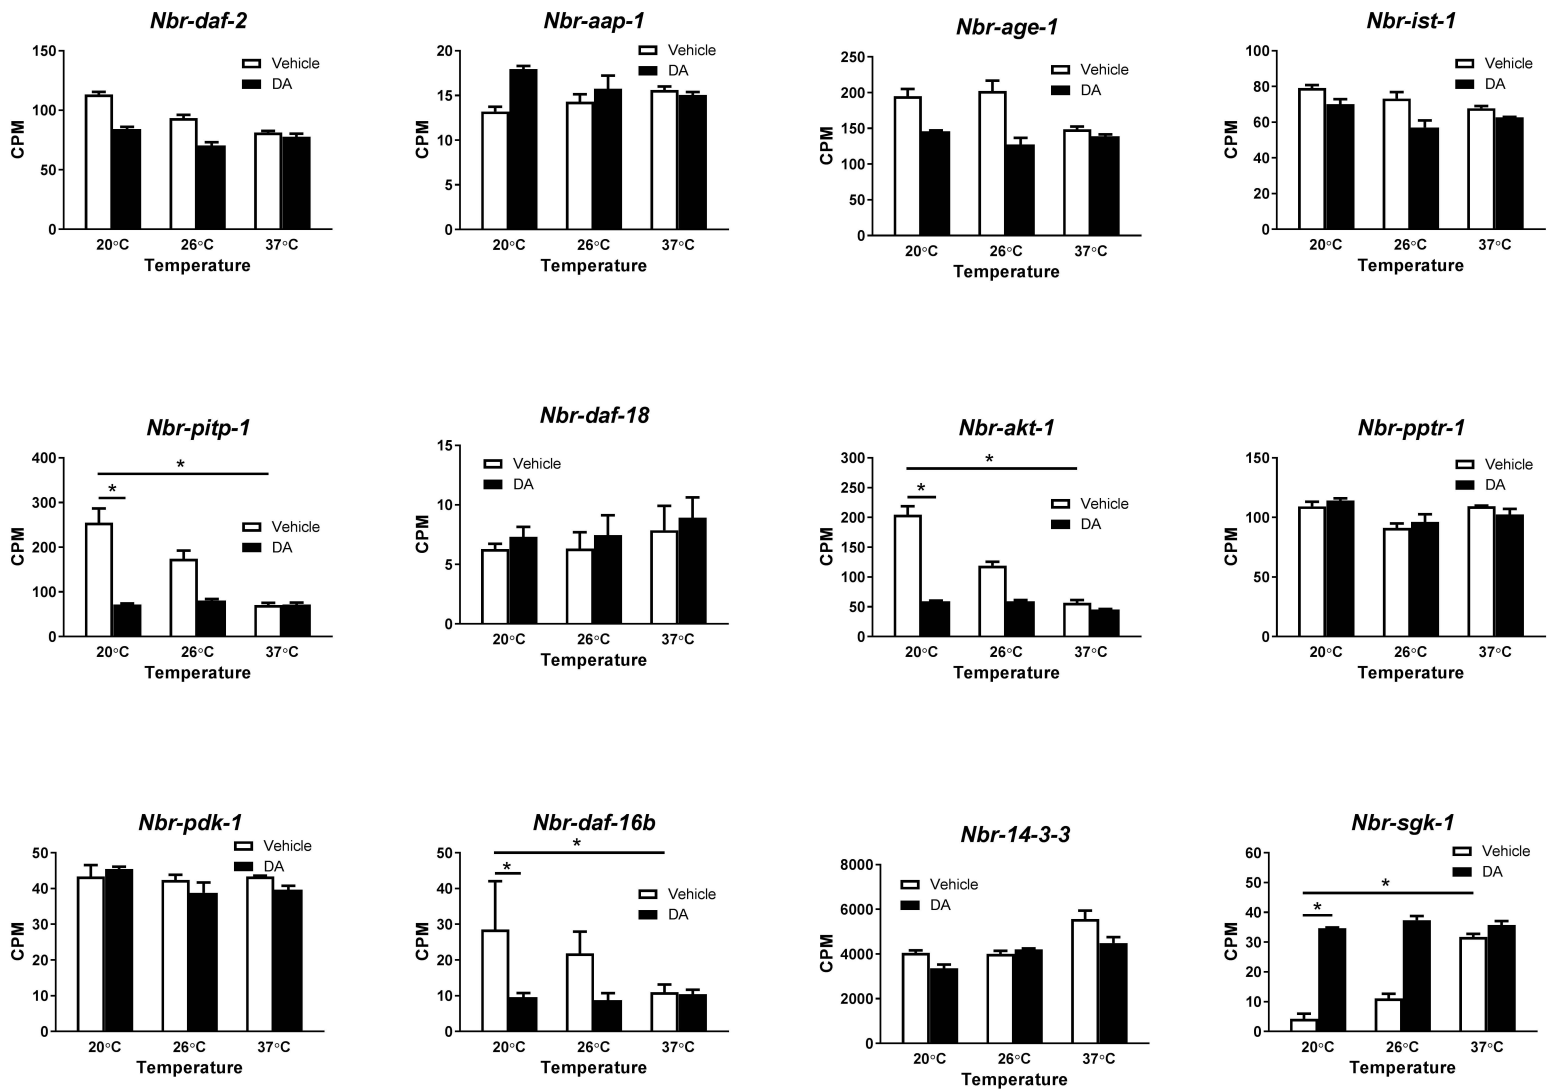 Nbr-daf-2
Vehicle
DA
150
100
50
0
CPM
20°C 26°C 37°C
Temperature
Nbr-aap-1
Vehicle
DA
20
15
10
5
0
CPM
20°C 26°C 37°C
Temperature
Nbr-age-1
Vehicle
DA
250
200
150
100
50
0
CPM
20°C 26°C 37°C
Temperature
Nbr-ist-1
Vehicle
DA
100
80
60
40
20
0
CPM
20°C 26°C 37°C
Temperature
Nbr-pitp-1
*
*
Vehicle
DA
400
300
200
100
0
CPM
20°C 26°C 37°C
Temperature
Nbr-daf-18
Vehicle
DA
15
10
5
0
CPM
20°C 26°C 37°C
Temperature
Nbr-akt-1
*
*
Vehicle
DA
300
250
200
150
100
50
0
CPM
20°C 26°C 37°C
Temperature
Nbr-pptr-1
Vehicle
DA
150
100
50
0
CPM
20°C 26°C 37°C
Temperature
Nbr-pdk-1
Vehicle
DA
50
40
30
20
10
0
CPM
20°C 26°C 37°C
Temperature
Nbr-daf-16b
*
*
Vehicle
DA
50
40
30
20
10
0
CPM
20°C 26°C 37°C
Temperature
Nbr-14-3-3
Vehicle
DA
8000
6000
4000
2000
0
CPM
20°C 26°C 37°C
Temperature
Nbr-sgk-1
Vehicle
DA
*
*
60
50
40
30
20
10
0
CPM
20°C 26°C 37°C
Temperature